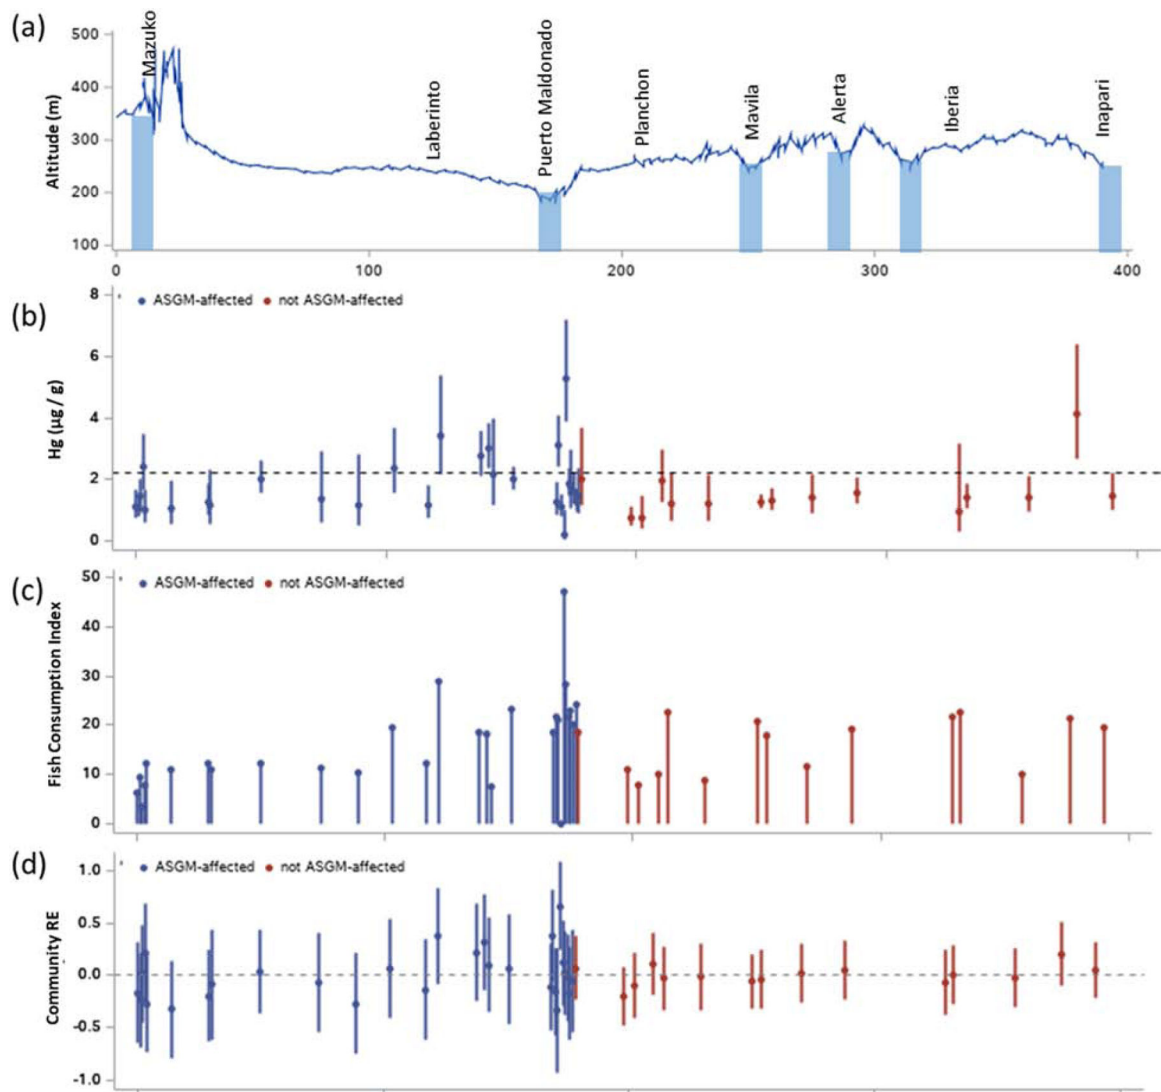 (a)
Altitude (m)
500
400
300
200
100
Mazuko
Laberinto
Puerto Maldonado
Planchon
Mavila
Alerta
Iberia
Inapari
0 100 200 300 400
(b)
Hg (µg / g)
ASGM-affected not ASGM-affected
8
6
4
2
0
(c)
Fish Consumption Index
ASGM-affected not ASGM-affected
50
40
30
20
10
0
(d)
Community RE
ASGM-affected not ASGM-affected
1.0
0.5
0.0
-0.5
-1.0